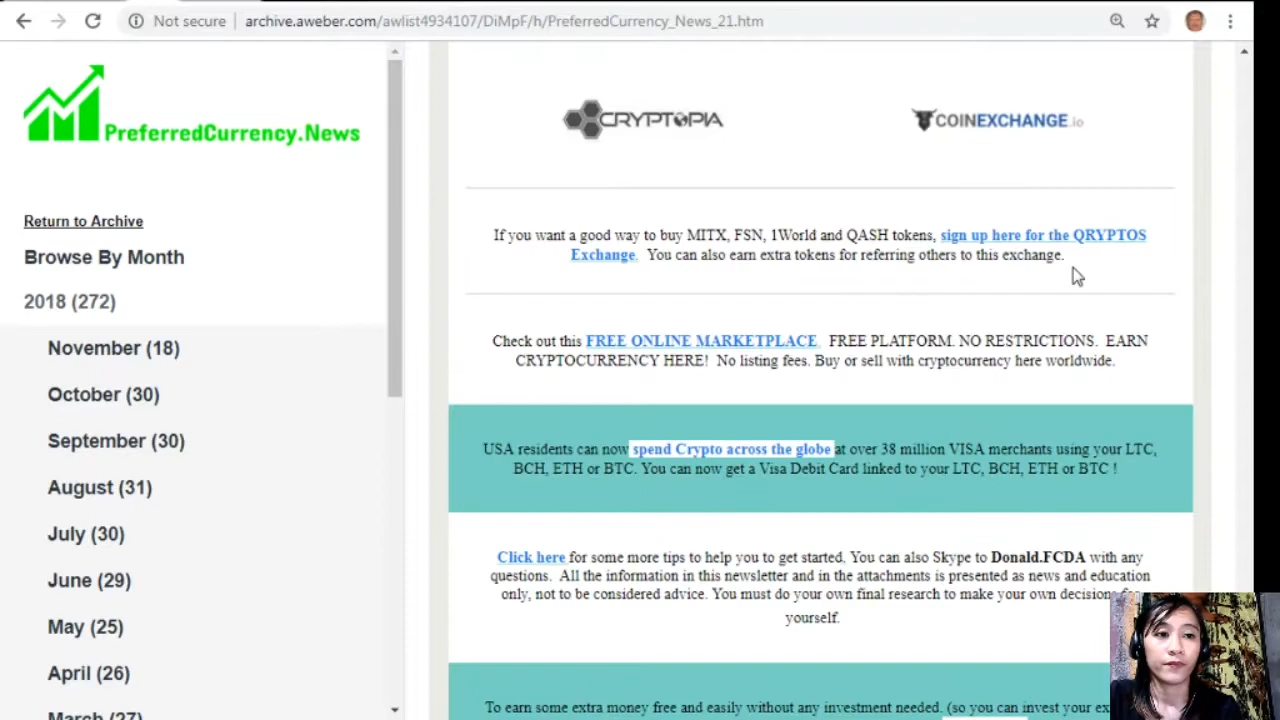 Not secure
archive.aweber.com/awlist4934107/DiMpF/h/PreferredCurrency_News_21.htm
PreferredCurrency.News
Return to Archive
Browse By Month
2018 (272)
November (18)
October (30)
September (30)
August (31)
July (30)
June (29)
May (25)
April (26)
March (27)
CRYPTOPIA
COINEXCHANGE.io
If you want a good way to buy MITX, FSN, 1World and QASH tokens, sign up here for the QRYPTOS
Exchange. You can also earn extra tokens for referring others to this exchange.
Check out this FREE ONLINE MARKETPLACE. FREE PLATFORM. NO RESTRICTIONS. EARN
CRYPTOCURRENCY HERE! No listing fees. Buy or sell with cryptocurrency here worldwide.
USA residents can now spend Crypto across the globe at over 38 million VISA merchants using your LTC,
BCH, ETH or BTC. You can now get a Visa Debit Card linked to your LTC, BCH, ETH or BTC !
Click here for some more tips to help you to get started. You can also Skype to Donald.FCDA with any
questions. All the information in this newsletter and in the attachments is presented as news and education
only, not to be considered advice. You must do your own final research to make your own decisions
yourself.
To earn some extra money free and easily without any investment needed. (so you can invest your